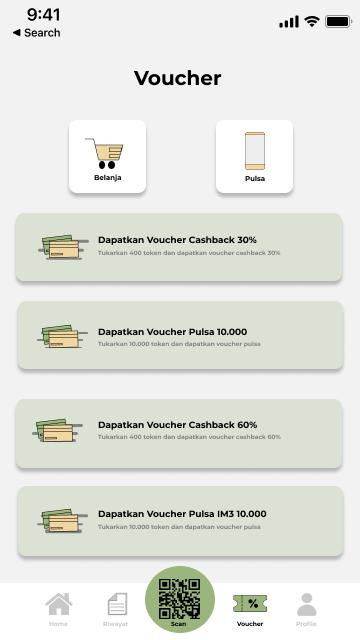 9:41
◀ Search
Voucher
Belanja
Pulsa
Dapatkan Voucher Cashback 30%
Tukarkan 400 token dan dapatkan voucher cashback 30%
Dapatkan Voucher Pulsa 10.000
Tukarkan 10.000 token dan dapatkan voucher pulsa
Dapatkan Voucher Cashback 60%
Tukarkan 400 token dan dapatkan voucher cashback 60%
Dapatkan Voucher Pulsa IM3 10.000
Tukarkan 10.000 token dan dapatkan voucher pulsa
%
Home
Riwayat
Scan
Voucher
Profile